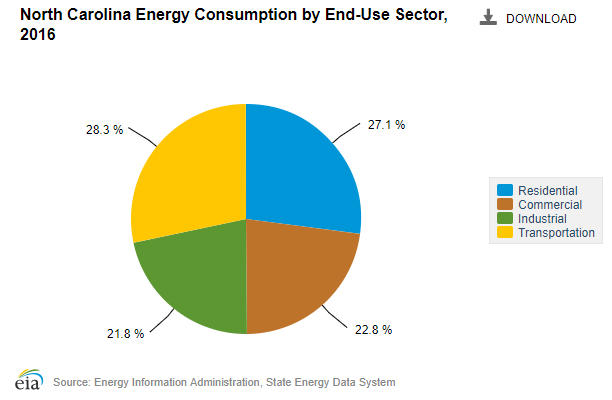 North Carolina Energy Consumption by End-Use Sector,
2016
DOWNLOAD
28.3 %
27.1 %
Residential
Commercial
Industrial
Transportation
21.8 %
22.8 %
eia
Source: Energy Information Administration, State Energy Data System